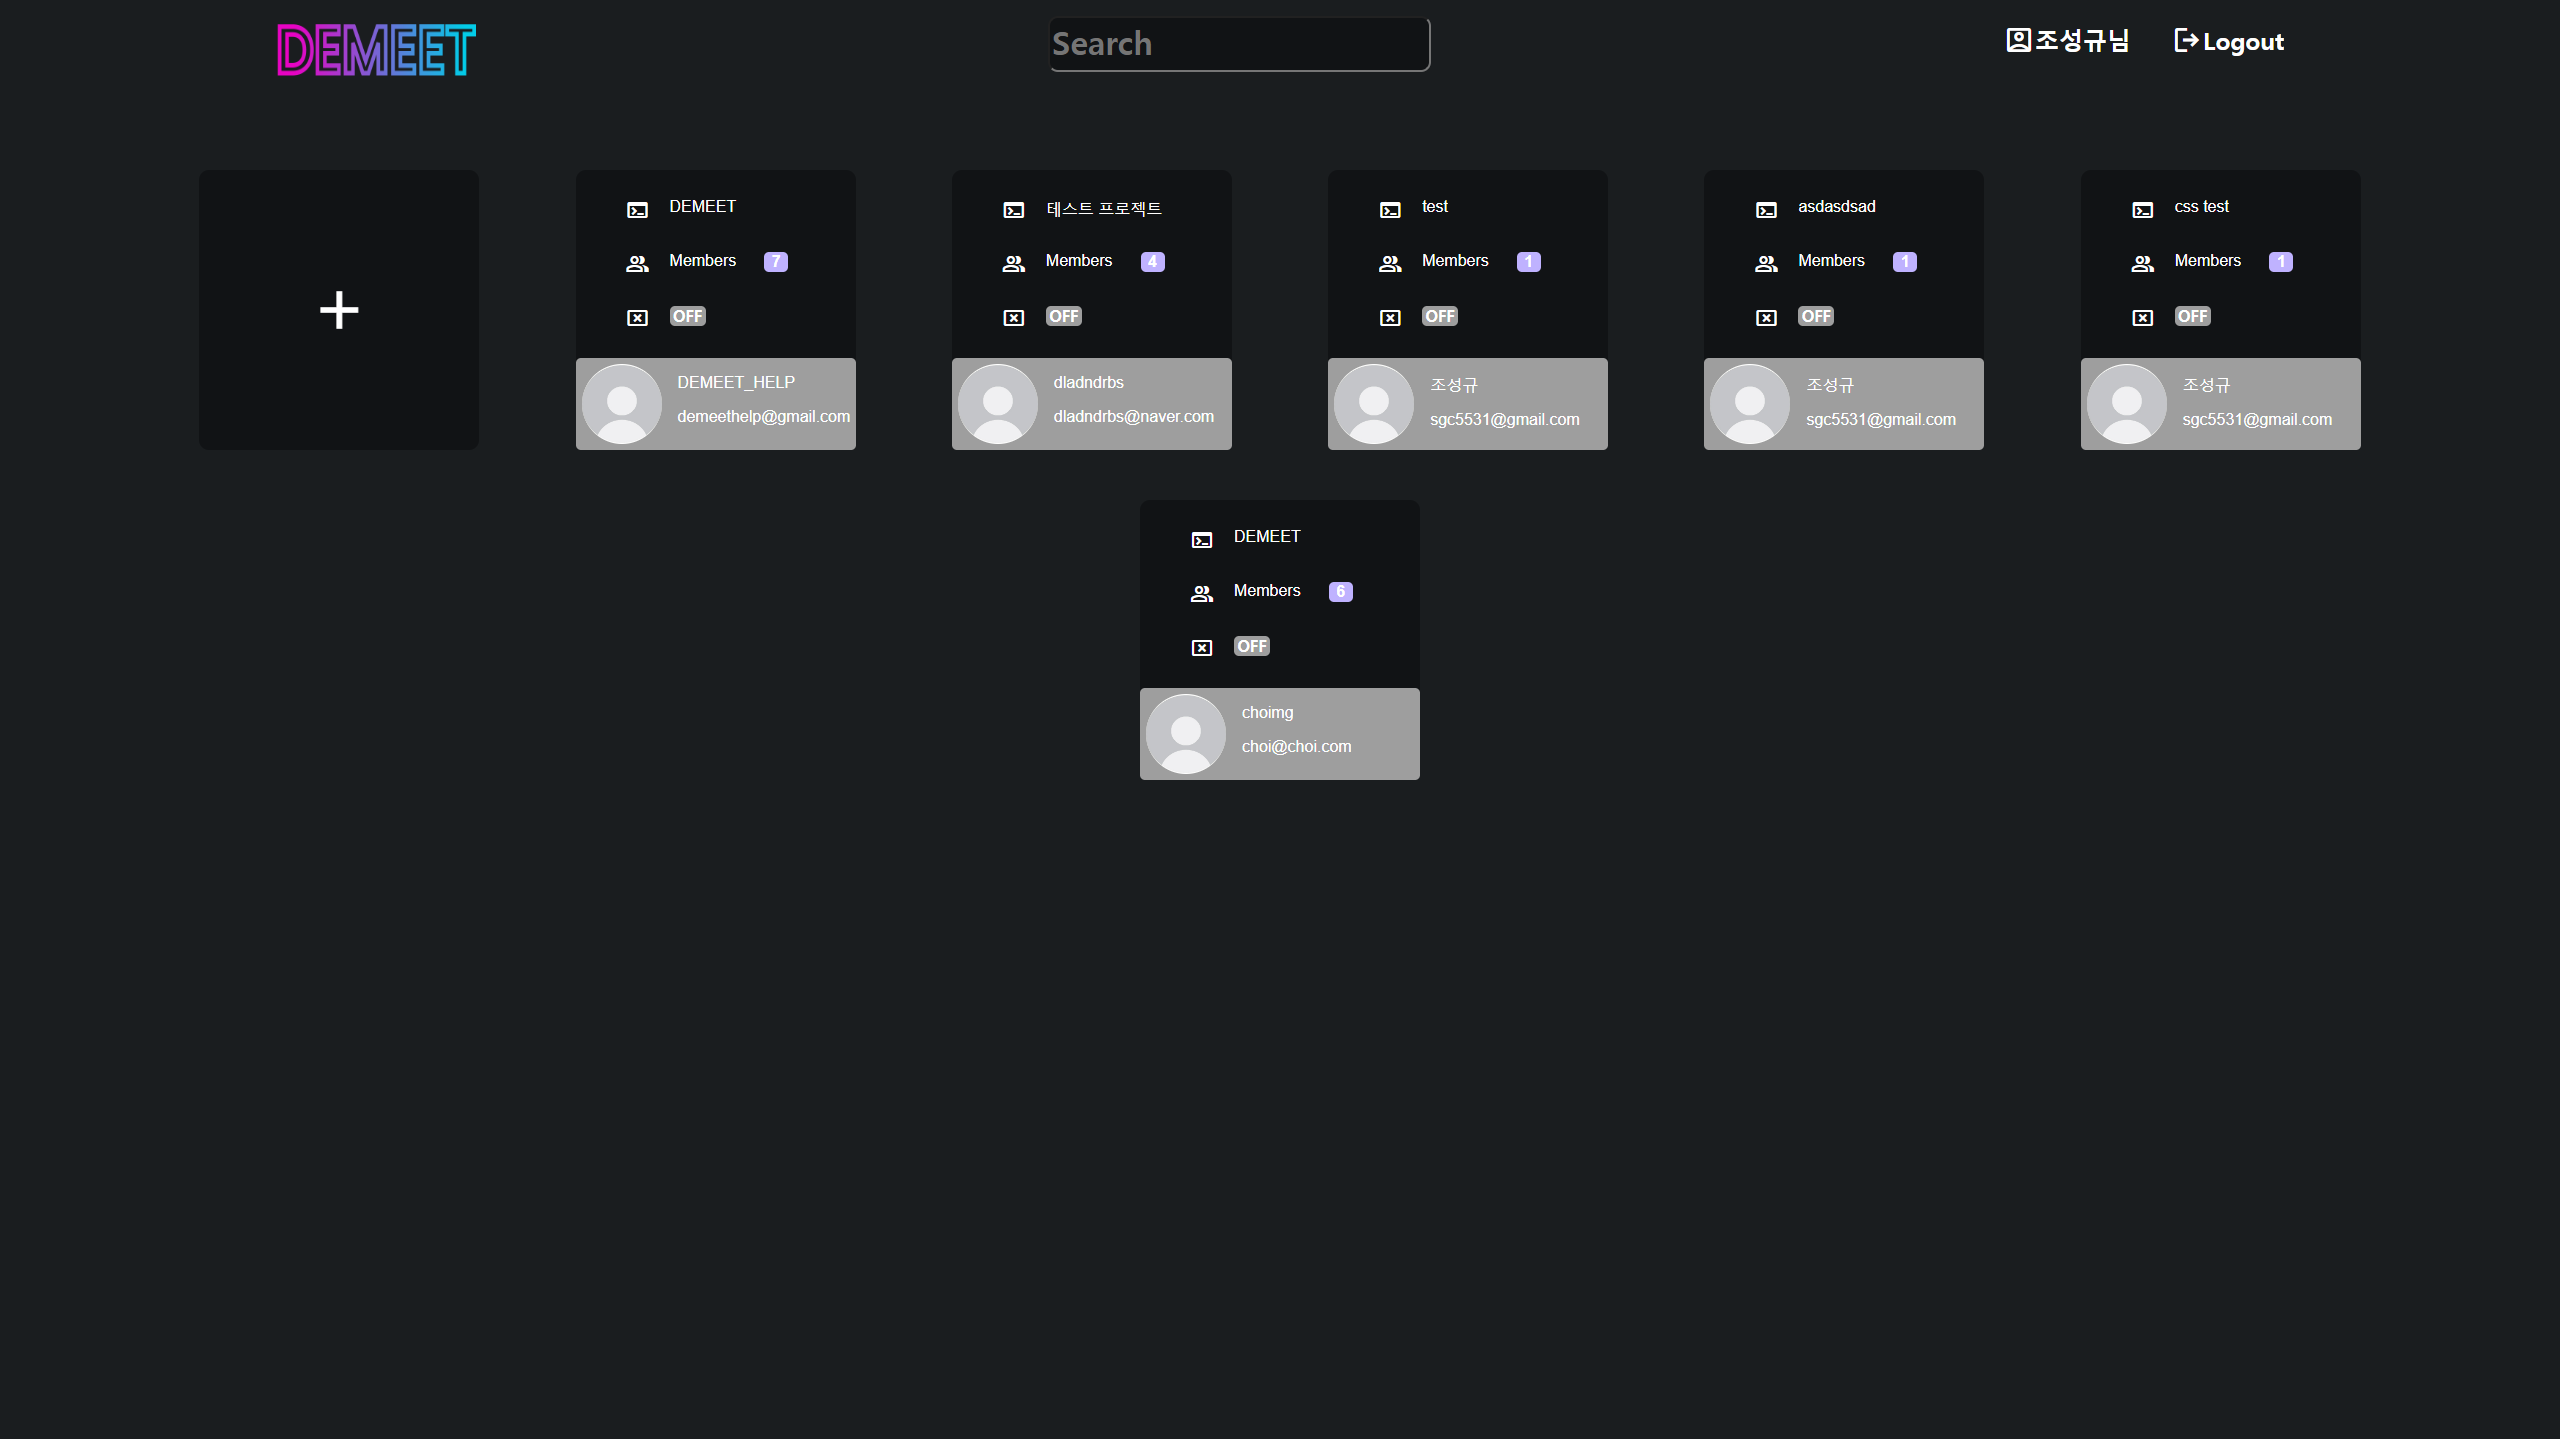 DEMEET
Search
조성규님
Logout
DEMEET
Members 7
OFF
DEMEET_HELP
demeethelp@gmail.com
테스트 프로젝트
Members 4
OFF
dladndrbs
dladndrbs@naver.com
test
Members 1
OFF
조성규
sgc5531@gmail.com
asdasdsad
Members 1
OFF
조성규
sgc5531@gmail.com
css test
Members 1
OFF
조성규
sgc5531@gmail.com
DEMEET
Members 6
OFF
choimg
choi@choi.com